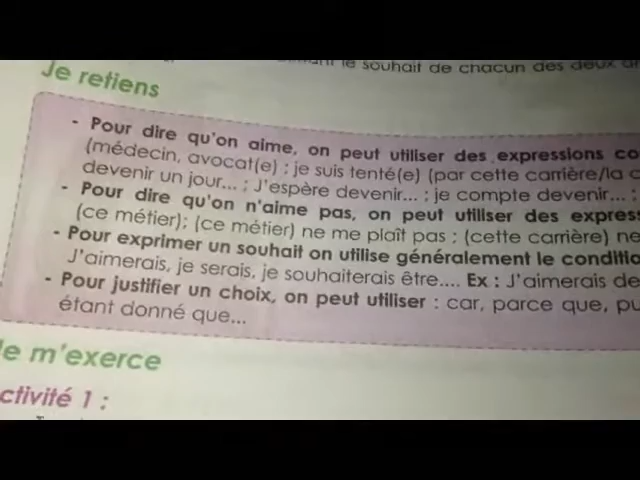 le souhait de chacun des deux
Je retiens
- Pour dire qu'on aime, on peut utiliser des expressions co
(médecin, avocat(e) ; je suis tenté(e) (par cette carrière/la c
devenir un jour... ; J'espère devenir... ; je compte devenir... ;
- Pour dire qu'on n'aime pas, on peut utiliser des express
(ce métier); (ce métier) ne me plaît pas ; (cette carrière) ne
- Pour exprimer un souhait on utilise généralement le conditio
J'aimerais, je serais, je souhaiterais être.... Ex : J'aimerais de
- Pour justifier un choix, on peut utiliser : car, parce que, pu
étant donné que...
Je m'exerce
ctivité 1 :